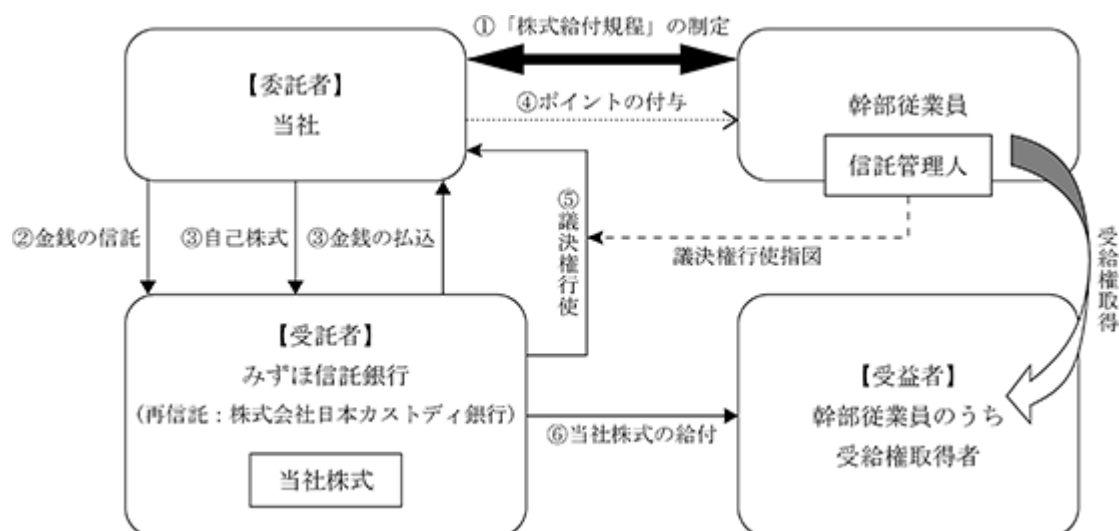 ①「株式給付規程」の制定
【委託者】
当社
④ポイントの付与
幹部従業員
信託管理人
②金銭の信託
③自己株式
③金銭の払込
⑤議決権行使
議決権行使指図
受給権取得
【受託者】
みずほ信託銀行
(再信託：株式会社日本カストディ銀行)
当社株式
⑥当社株式の給付
【受益者】
幹部従業員のうち
受給権取得者